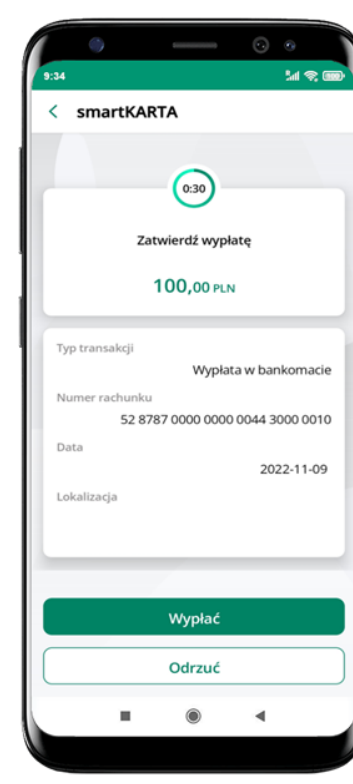 9:34
smartKARTA
0:30
Zatwierdź wypłatę
100,00 PLN
Typ transakcji
Wypłata w bankomacie
Numer rachunku
52 8787 0000 0000 0044 3000 0010
Data
2022-11-09
Lokalizacja
Wypłać
Odrzuć